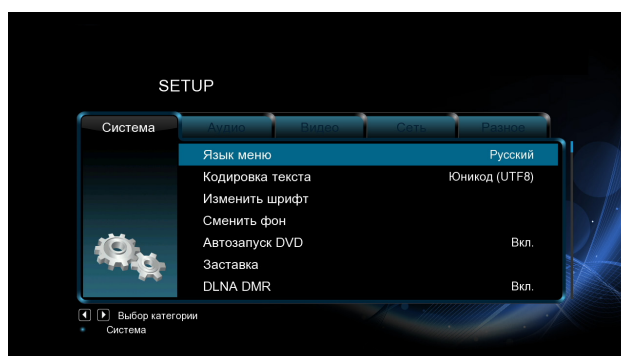 SETUP
Система Аудио Видео Сеть Разное
Язык меню Русский
Кодировка текста Юникод (UTF8)
Изменить шрифт
Сменить фон
Автозапуск DVD Вкл.
Заставка
DLNA DMR Вкл.
Выбор категории
Система